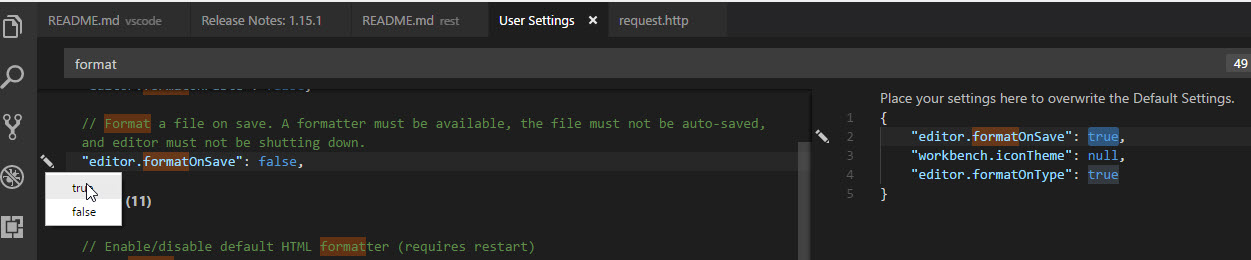 README.md vscode
Release Notes: 1.15.1
README.md rest
User Settings ×
request.http
format
49
// Format a file on save. A formatter must be available, the file must not be auto-saved,
and editor must not be shutting down.
"editor.formatOnSave": false,
true
false
(11)
// Enable/disable default HTML formatter (requires restart)
Place your settings here to overwrite the Default Settings.
1 {
2 "editor.formatOnSave": true,
3 "workbench.iconTheme": null,
4 "editor.formatOnType": true
5 }